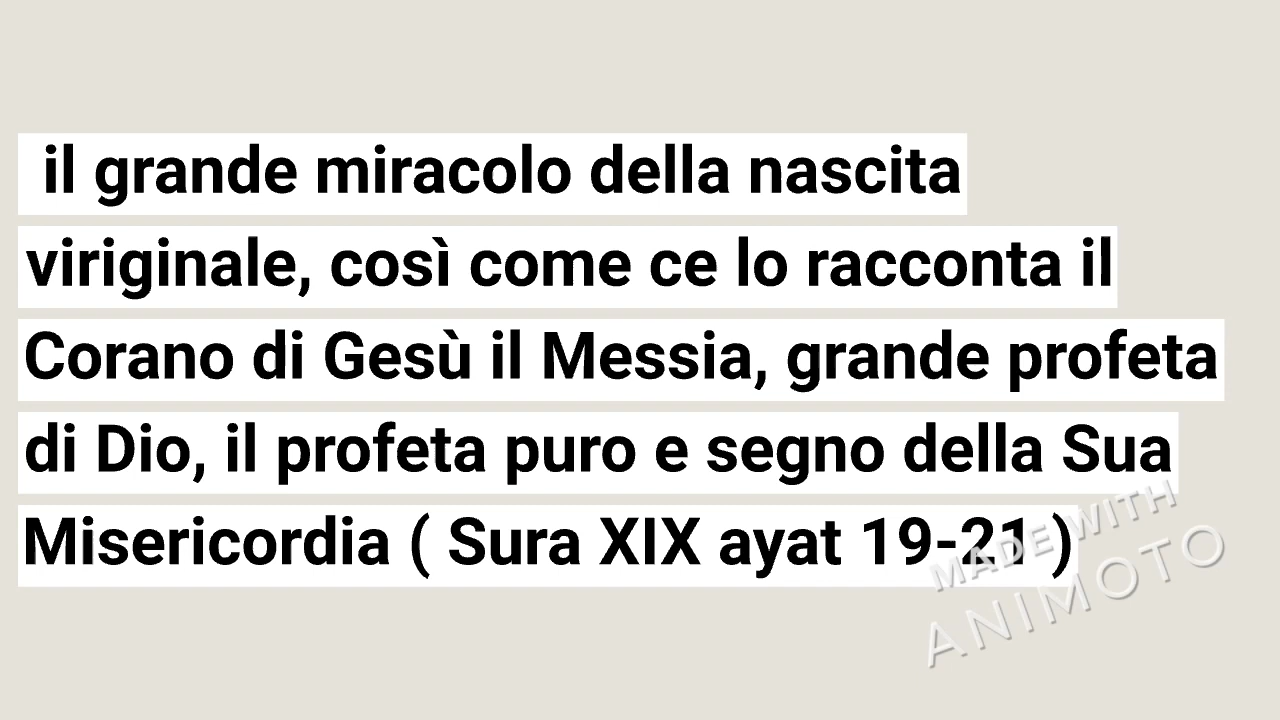 il grande miracolo della nascita
viriginale, così come ce lo racconta il
Corano di Gesù il Messia, grande profeta
di Dio, il profeta puro e segno della Sua
Misericordia ( Sura XIX ayat 19-21 )
MADE WITH
ANIMOTO